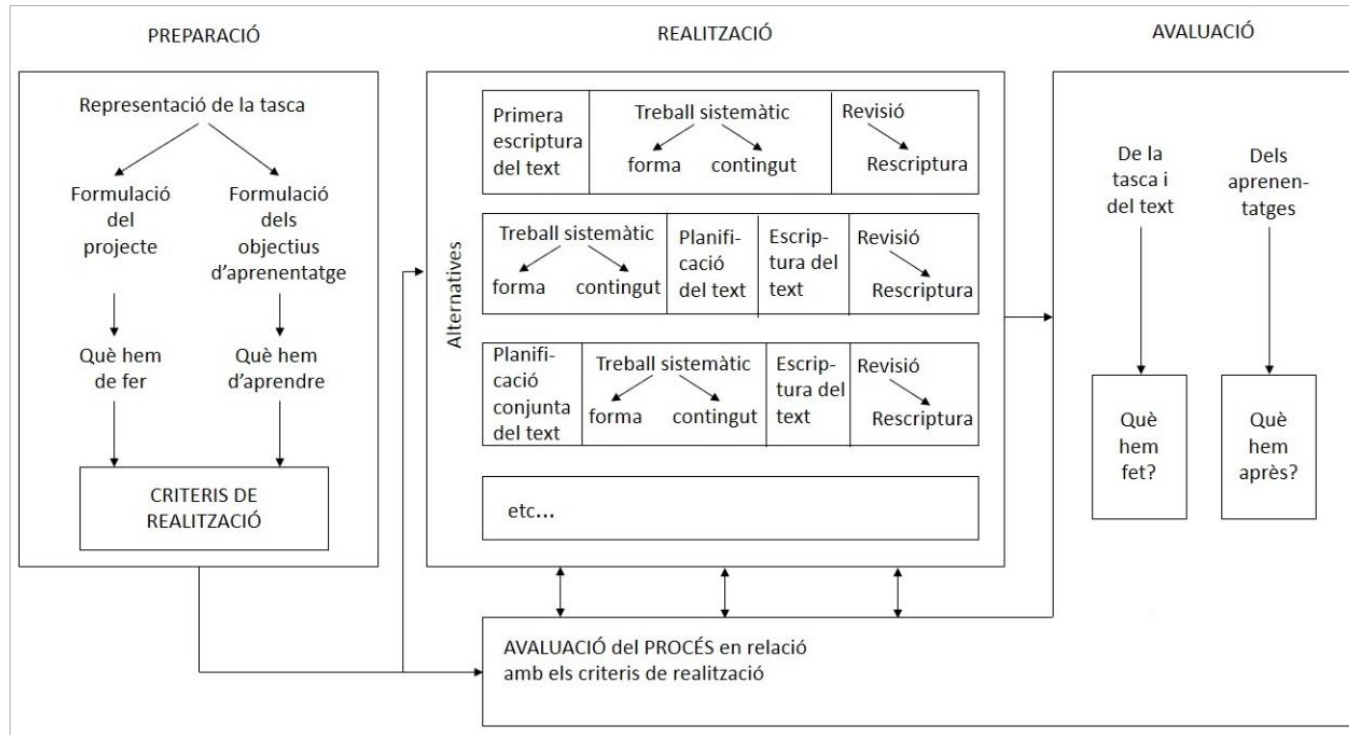 PREPARACIÓ
Representació de la tasca
Formulació
del
projecte
Formulació
dels
objectius
d'aprenentatge
Què hem
de fer
Què hem
d'aprendre
CRITERIS DE
REALITZACIÓ
REALITZACIÓ
Alternatives
Primera
escriptura
del text
Treball sistemàtic
forma
contingut
Revisió
Rescriptura
Treball sistemàtic
forma
contingut
Planifi-
cació
del text
Escrip-
tura del
text
Revisió
Rescriptura
Planifi-
cació
conjunta
del text
Treball sistemàtic
forma
contingut
Escrip-
tura del
text
Revisió
Rescriptura
etc...
AVALUACIÓ del PROCÉS en relació
amb els criteris de realització
AVALUACIÓ
De la
tasca i
del text
Dels
aprenen-
tatges
Què
hem
fet?
Què
hem
après?